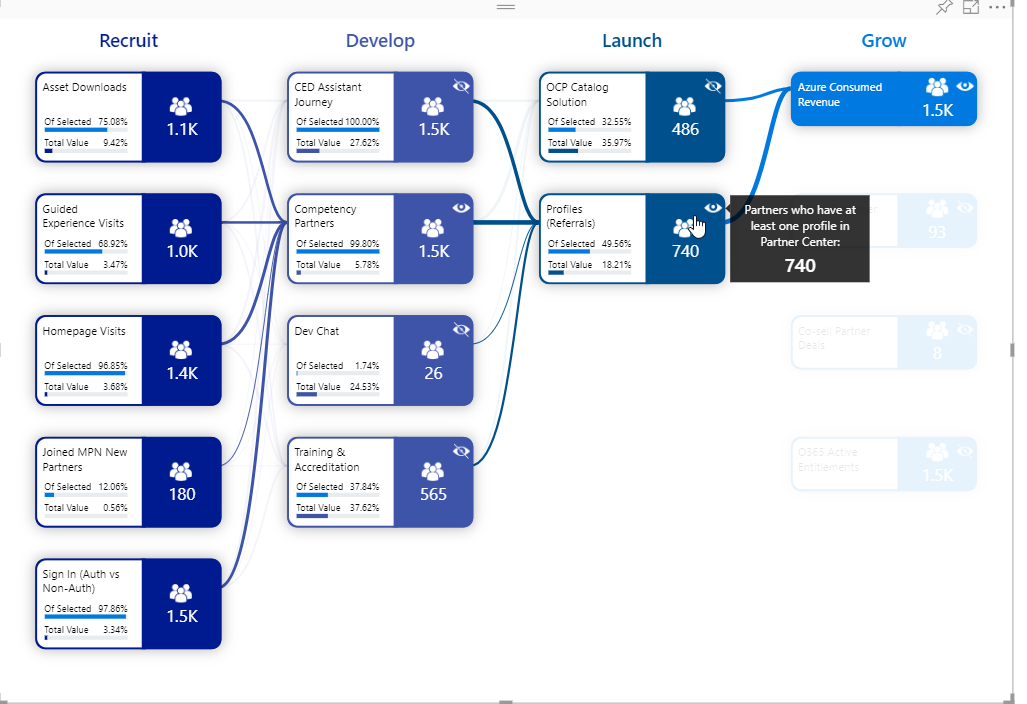 Recruit
Develop
Launch
Grow
Asset Downloads
Of Selected 75.08%
Total Value 9.42%
1.1K
Guided
Experience Visits
Of Selected 68.92%
Total Value 3.47%
1.0K
Homepage Visits
Of Selected 96.85%
Total Value 3.68%
1.4K
Joined MPN New
Partners
Of Selected 12.06%
Total Value 0.56%
180
Sign In (Auth vs
Non-Auth)
Of Selected 97.86%
Total Value 3.34%
1.5K
CED Assistant
Journey
Of Selected 100.00%
Total Value 27.62%
1.5K
Competency
Partners
Of Selected 99.80%
Total Value 5.78%
1.5K
Dev Chat
Of Selected 1.74%
Total Value 24.53%
26
Training &
Accreditation
Of Selected 37.84%
Total Value 37.62%
565
OCP Catalog
Solution
Of Selected 32.55%
Total Value 35.97%
486
Profiles
(Referrals)
Of Selected 49.56%
Total Value 18.21%
740
Azure Consumed
Revenue
1.5K
Partners who have at
least one profile in
Partner Center:
740
93
Co-sell Partner
Deals
8
O365 Active
Entitlements
1.5K